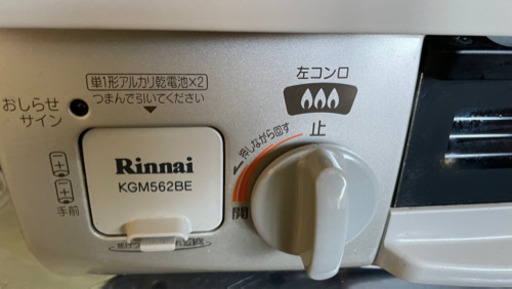 単1形アルカリ乾電池×2
つまんで引いてください
おしらせ
サイン
Rinnai
KGM562BE
手前
左コンロ
止
押しながら回す
開